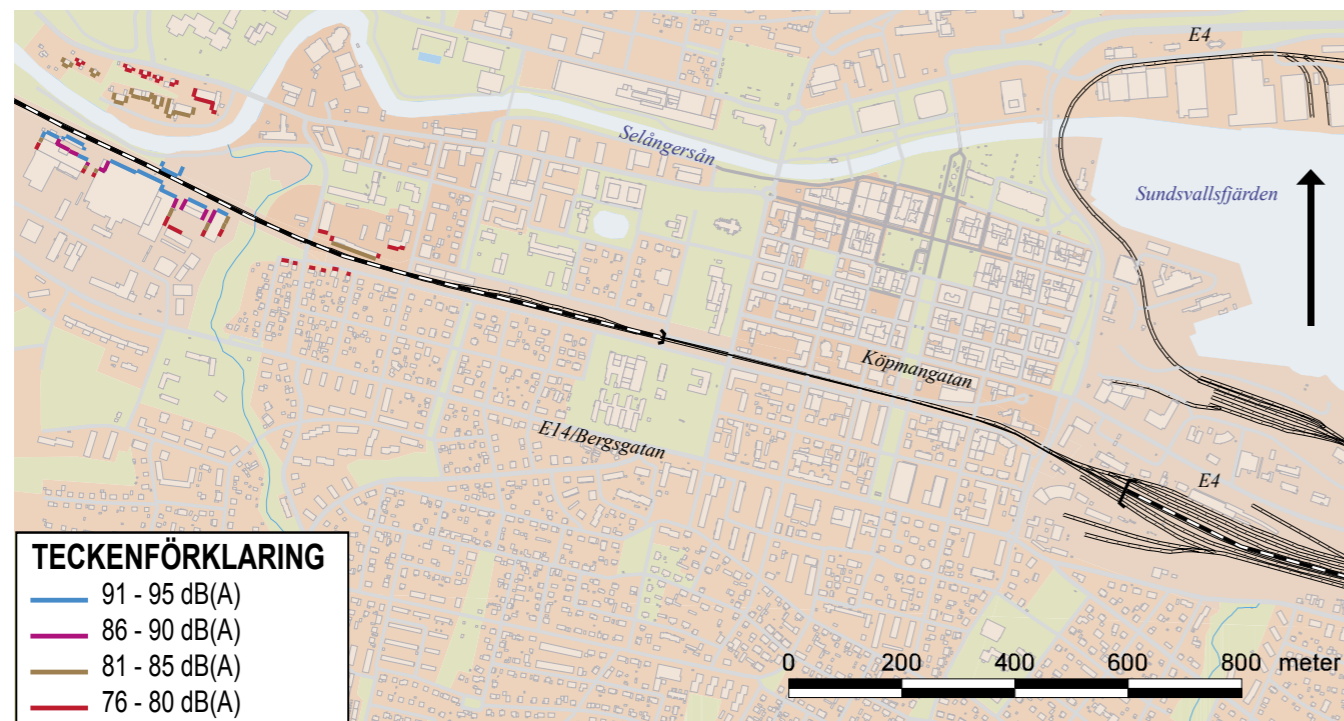 E4
Selångersån
Sundsvallsfjärden
Köpmangatan
E14/Bergsgatan
E4
TECKENFÖRKLARING
91 - 95 dB(A)
86 - 90 dB(A)
81 - 85 dB(A)
76 - 80 dB(A)
0 200 400 600 800 meter